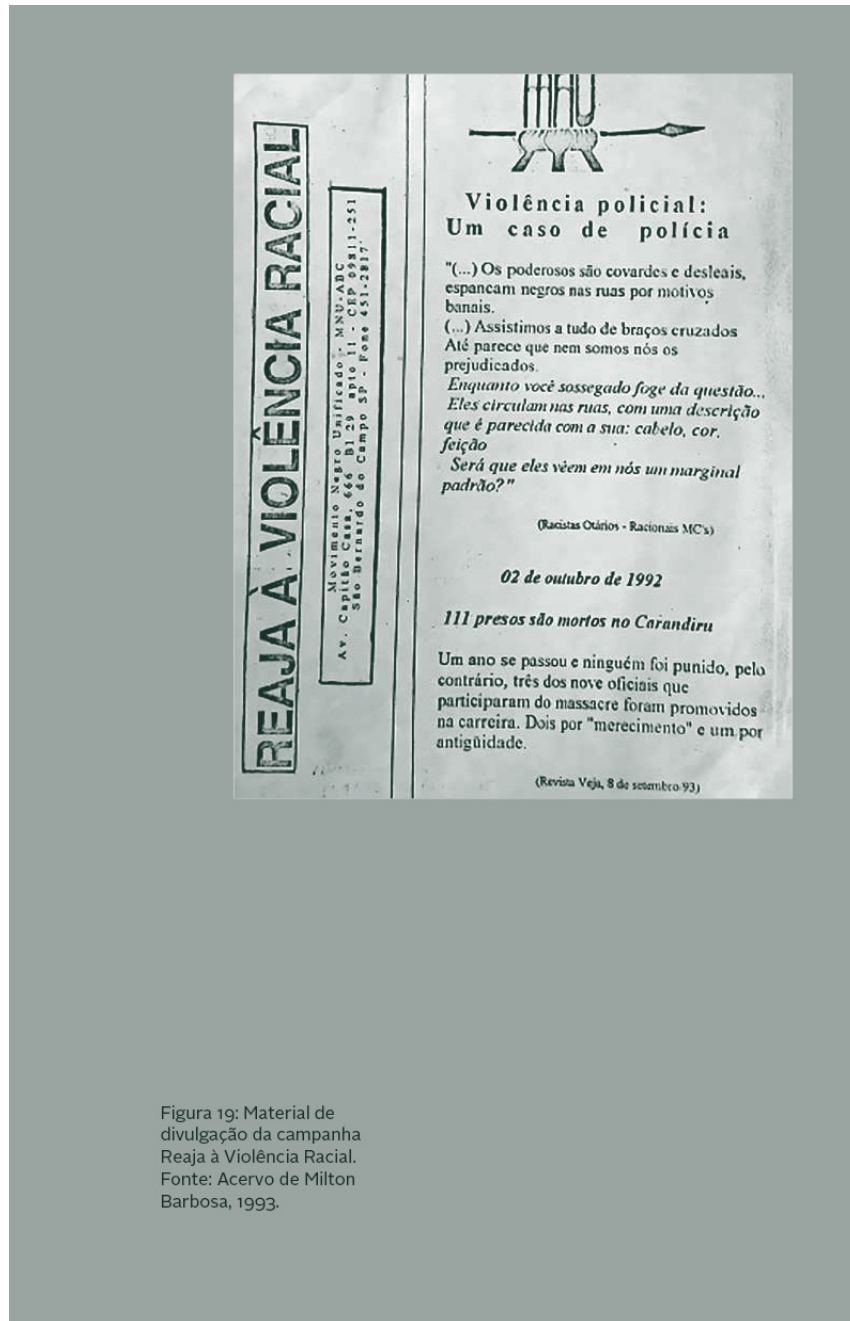 REAJA À VIOLÊNCIA RACIAL
Movimento Negro Unificado - MNU-ABC
Av. Capitão Casa, 666 Bl 29 apto 11 - CEP 09811-251
São Bernardo do Campo SP - Fone 451-2817
MNU
Violência policial:
Um caso de polícia
"(...) Os poderosos são covardes e desleais,
espancam negros nas ruas por motivos
banais.
(...) Assistimos a tudo de braços cruzados
Até parece que nem somos nós os
prejudicados.
Enquanto você sossegado foge da questão...
Eles circulam nas ruas, com uma descrição
que é parecida com a sua: cabelo, cor,
feição
Será que eles vêem em nós um marginal
padrão?"
(Racistas Otários - Racionais MC's)
02 de outubro de 1992
111 presos são mortos no Carandiru
Um ano se passou e ninguém foi punido, pelo
contrário, três dos nove oficiais que
participaram do massacre foram promovidos
na carreira. Dois por "merecimento" e um por
antigüidade.
(Revista Veja, 8 de setembro 93)
Figura 19: Material de
divulgação da campanha
Reaja à Violência Racial.
Fonte: Acervo de Milton
Barbosa, 1993.